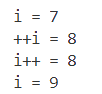 i = 7
++i = 8
i++ = 8
i = 9